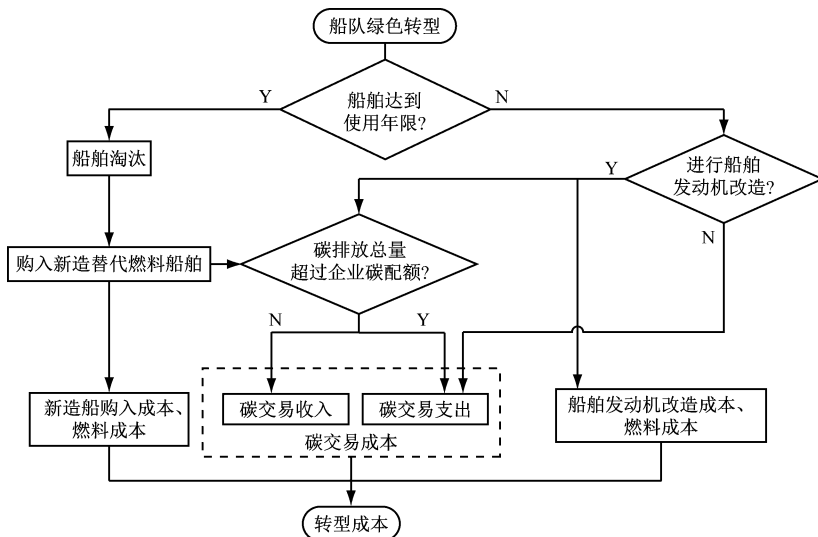 船队绿色转型
Y
船舶达到
使用年限?
N
船舶淘汰
Y
进行船舶
发动机改造?
购入新造替代燃料船舶
碳排放总量
超过企业碳配额?
N
N
Y
新造船购入成本、
燃料成本
碳交易收入
碳交易支出
船舶发动机改造成本、
燃料成本
碳交易成本
转型成本